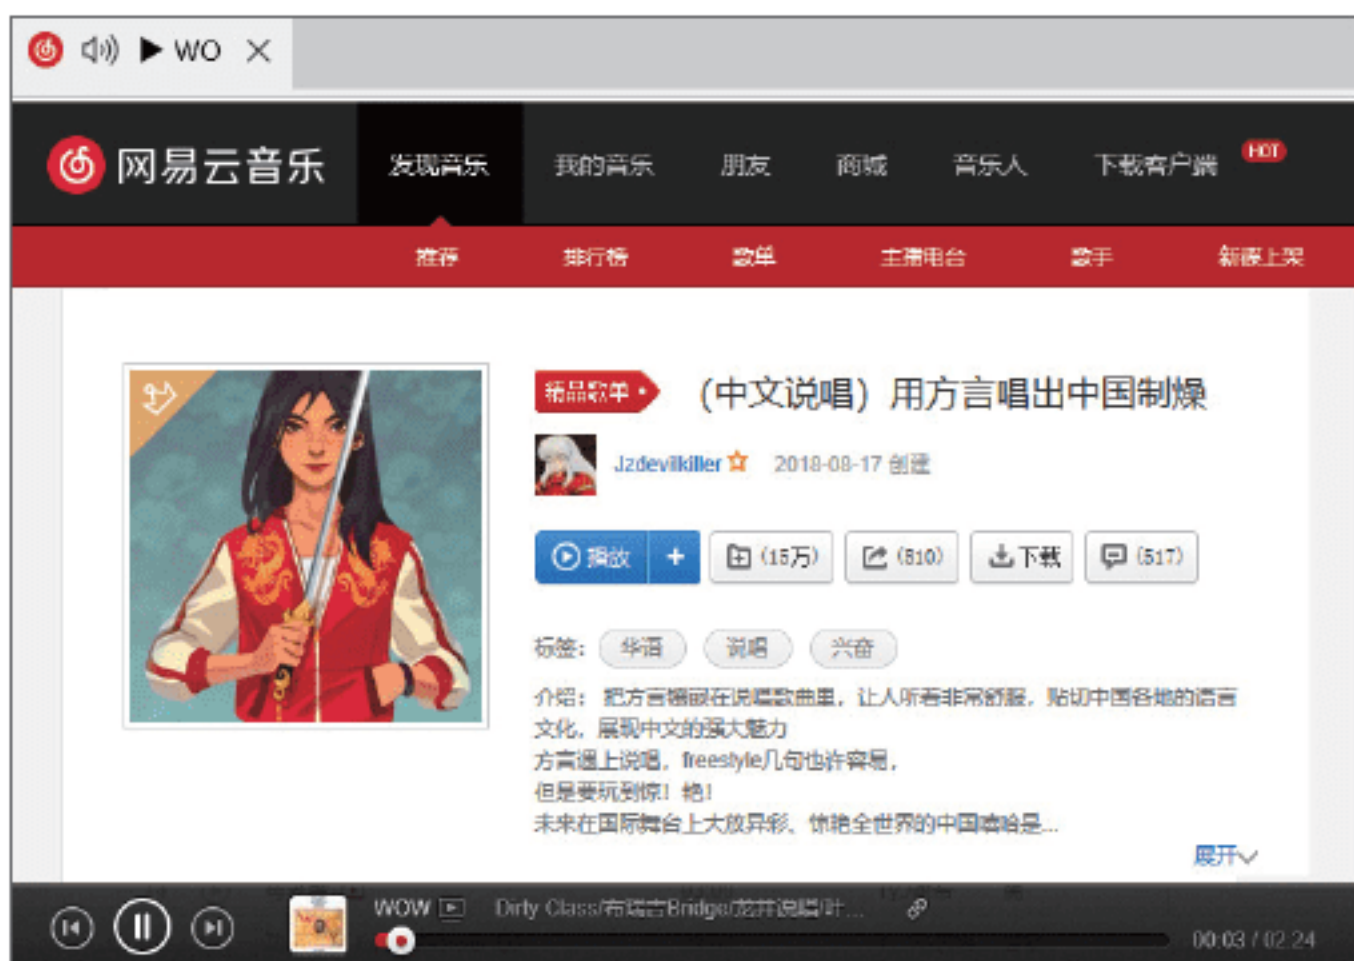 WO
网易云音乐
发现音乐 我的音乐 朋友 商城 音乐人 下载客户端 HOT
推荐 排行榜 歌单 主播电台 歌手 新碟上架
精品歌单 (中文说唱) 用方言唱出中国制燥
Jzdevilkiller 2018-08-17 创建
播放 + (15万) (810) 下载 (517)
标签: 华语 说唱 兴奋
介绍: 把方言镶嵌在说唱歌曲里, 让人听着非常舒服, 贴切中国各地的语言
文化, 展现中文的强大魅力
方言遇上说唱, freestyle几句也许容易,
但是要玩到惊! 艳!
未来在国际舞台上大放异彩、惊艳全世界的中国嘻哈是...
展开
WOW Dirty Class/布瑞吉Bridge/龙井说唱/叶...
00:03 / 02:24